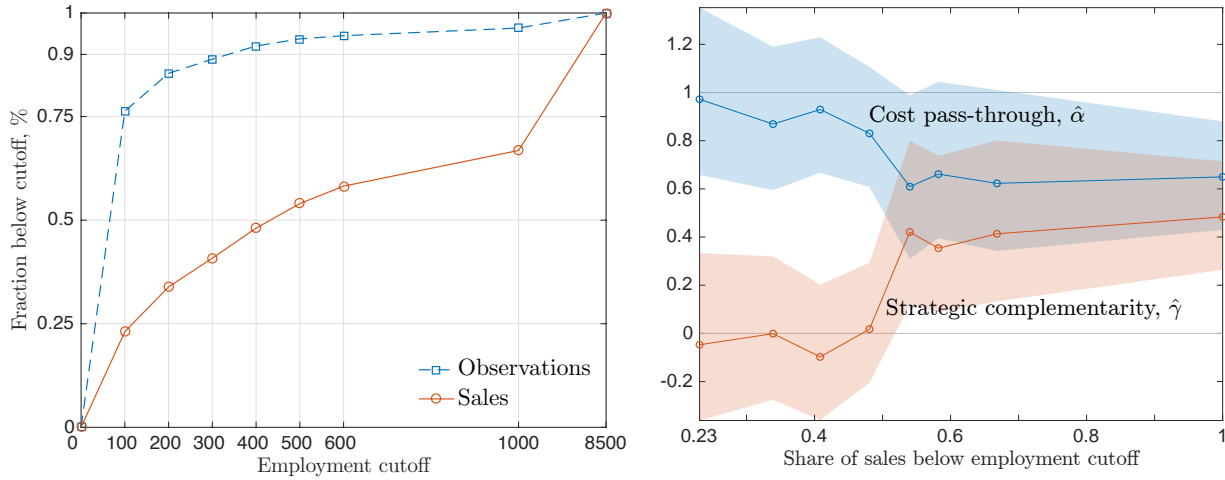 1
0.9
0.75
0.5
0.25
0
Fraction below cutoff, %
0 100 200 300 400 500 600 1000 8500
Employment cutoff
Observations
Sales
1.2
1
0.8
0.6
0.4
0.2
0
-0.2
0.23 0.4 0.6 0.8 1
Share of sales below employment cutoff
Cost pass-through, α̂
Strategic complementarity, γ̂